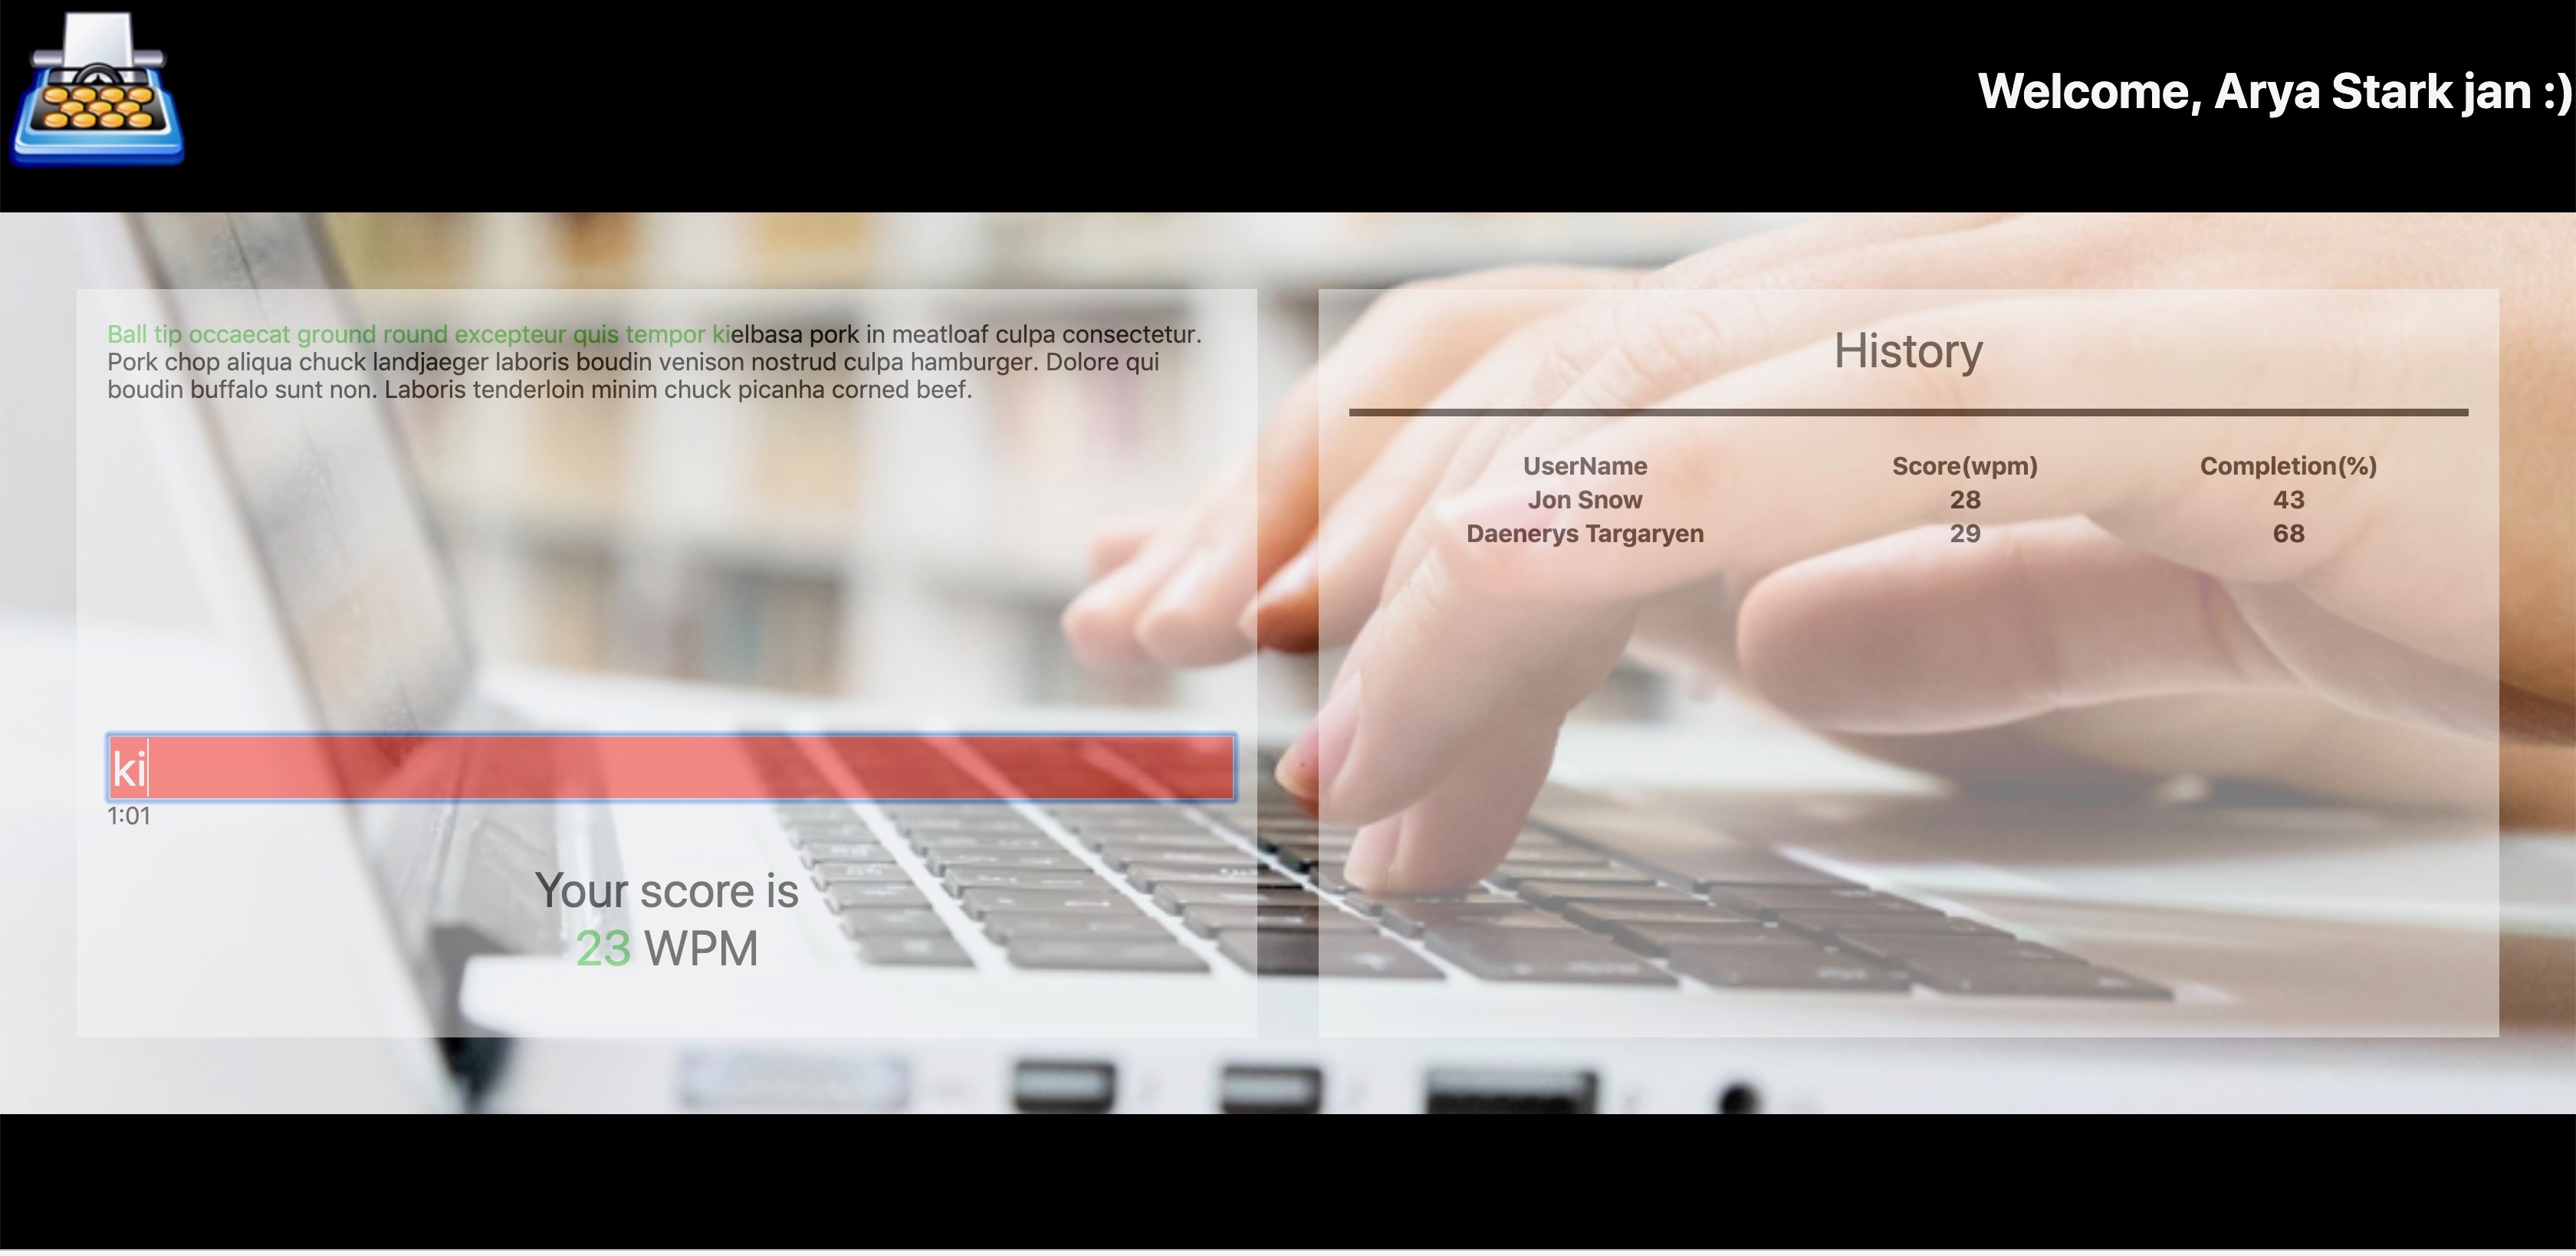 Welcome, Arya Stark jan :)
Ball tip occaecat ground round excepteur quis tempor kielbasa pork in meatloaf culpa consectetur.
Pork chop aliqua chuck landjaeger laboris boudin venison nostrud culpa hamburger. Dolore qui
boudin buffalo sunt non. Laboris tenderloin minim chuck picanha corned beef.
ki
1:01
Your score is
23 WPM
History
UserName Score(wpm) Completion(%)
Jon Snow 28 43
Daenerys Targaryen 29 68